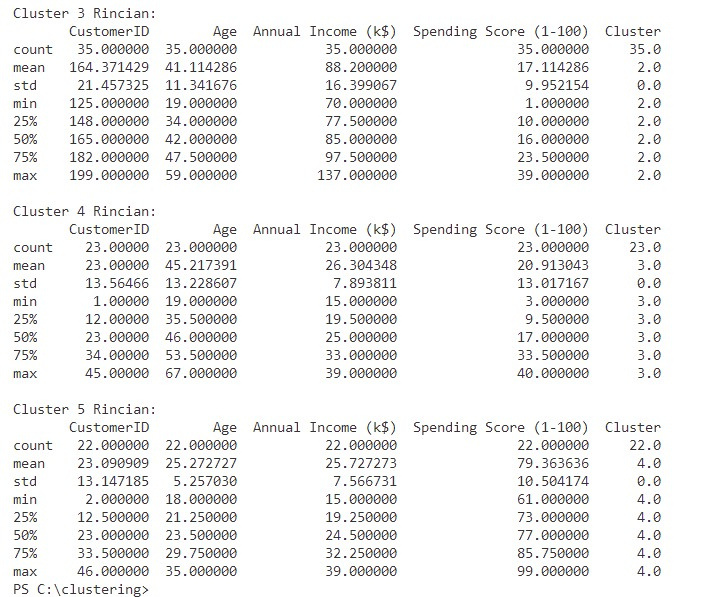 Cluster 3 Rincian:
CustomerID Age Annual Income (k$) Spending Score (1-100) Cluster
count 35.000000 35.000000 35.000000 35.000000 35.0
mean 164.371429 41.114286 88.200000 17.114286 2.0
std 21.457325 11.341676 16.399067 9.952154 0.0
min 125.000000 19.000000 70.000000 1.000000 2.0
25% 148.000000 34.000000 77.500000 10.000000 2.0
50% 165.000000 42.000000 85.000000 16.000000 2.0
75% 182.000000 47.500000 97.500000 23.500000 2.0
max 199.000000 59.000000 137.000000 39.000000 2.0
Cluster 4 Rincian:
CustomerID Age Annual Income (k$) Spending Score (1-100) Cluster
count 23.00000 23.000000 23.000000 23.000000 23.0
mean 23.00000 45.217391 26.304348 20.913043 3.0
std 13.56466 13.228607 7.893811 13.017167 0.0
min 1.00000 19.000000 15.000000 3.000000 3.0
25% 12.00000 35.500000 19.500000 9.500000 3.0
50% 23.00000 46.000000 25.000000 17.000000 3.0
75% 34.00000 53.500000 33.000000 33.500000 3.0
max 45.00000 67.000000 39.000000 40.000000 3.0
Cluster 5 Rincian:
CustomerID Age Annual Income (k$) Spending Score (1-100) Cluster
count 22.000000 22.000000 22.000000 22.000000 22.0
mean 23.090909 25.272727 25.727273 79.363636 4.0
std 13.147185 5.257030 7.566731 10.504174 0.0
min 2.000000 18.000000 15.000000 61.000000 4.0
25% 12.500000 21.250000 19.250000 73.000000 4.0
50% 23.000000 23.500000 24.500000 77.000000 4.0
75% 33.500000 29.750000 32.250000 85.750000 4.0
max 46.000000 35.000000 39.000000 99.000000 4.0
PS C:\clustering>